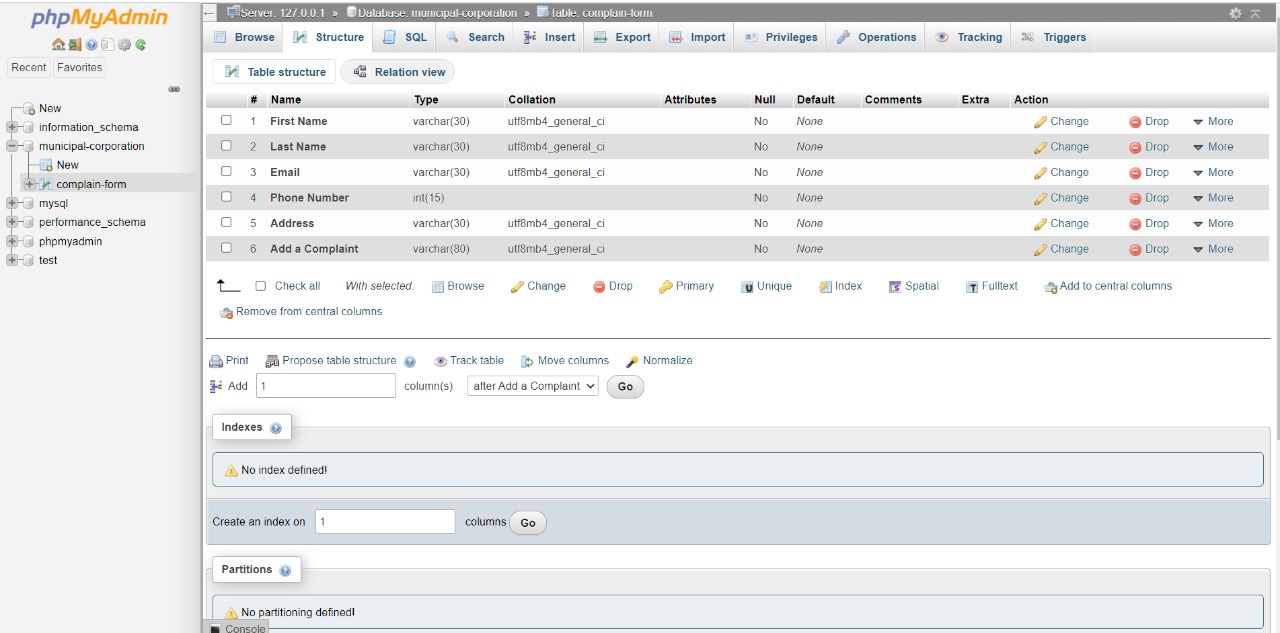 phpMyAdmin
Recent Favorites
New
information_schema
municipal-corporation
New
complain-form
mysql
performance_schema
phpmyadmin
test
Server: 127.0.0.1 » Database: municipal-corporation » Table: complain-form
Browse Structure SQL Search Insert Export Import Privileges Operations Tracking Triggers
Table structure Relation view
# Name Type Collation Attributes Null Default Comments Extra Action
1 First Name varchar(30) utf8mb4_general_ci No None Change Drop More
2 Last Name varchar(30) utf8mb4_general_ci No None Change Drop More
3 Email varchar(30) utf8mb4_general_ci No None Change Drop More
4 Phone Number int(15) No None Change Drop More
5 Address varchar(30) utf8mb4_general_ci No None Change Drop More
6 Add a Complaint varchar(80) utf8mb4_general_ci No None Change Drop More
Check all With selected: Browse Change Drop Primary Unique Index Spatial Fulltext Add to central columns
Remove from central columns
Print Propose table structure Track table Move columns Normalize
Add 1 column(s) after Add a Complaint Go
Indexes
No index defined!
Create an index on 1 columns Go
Partitions
No partitioning defined!
Console